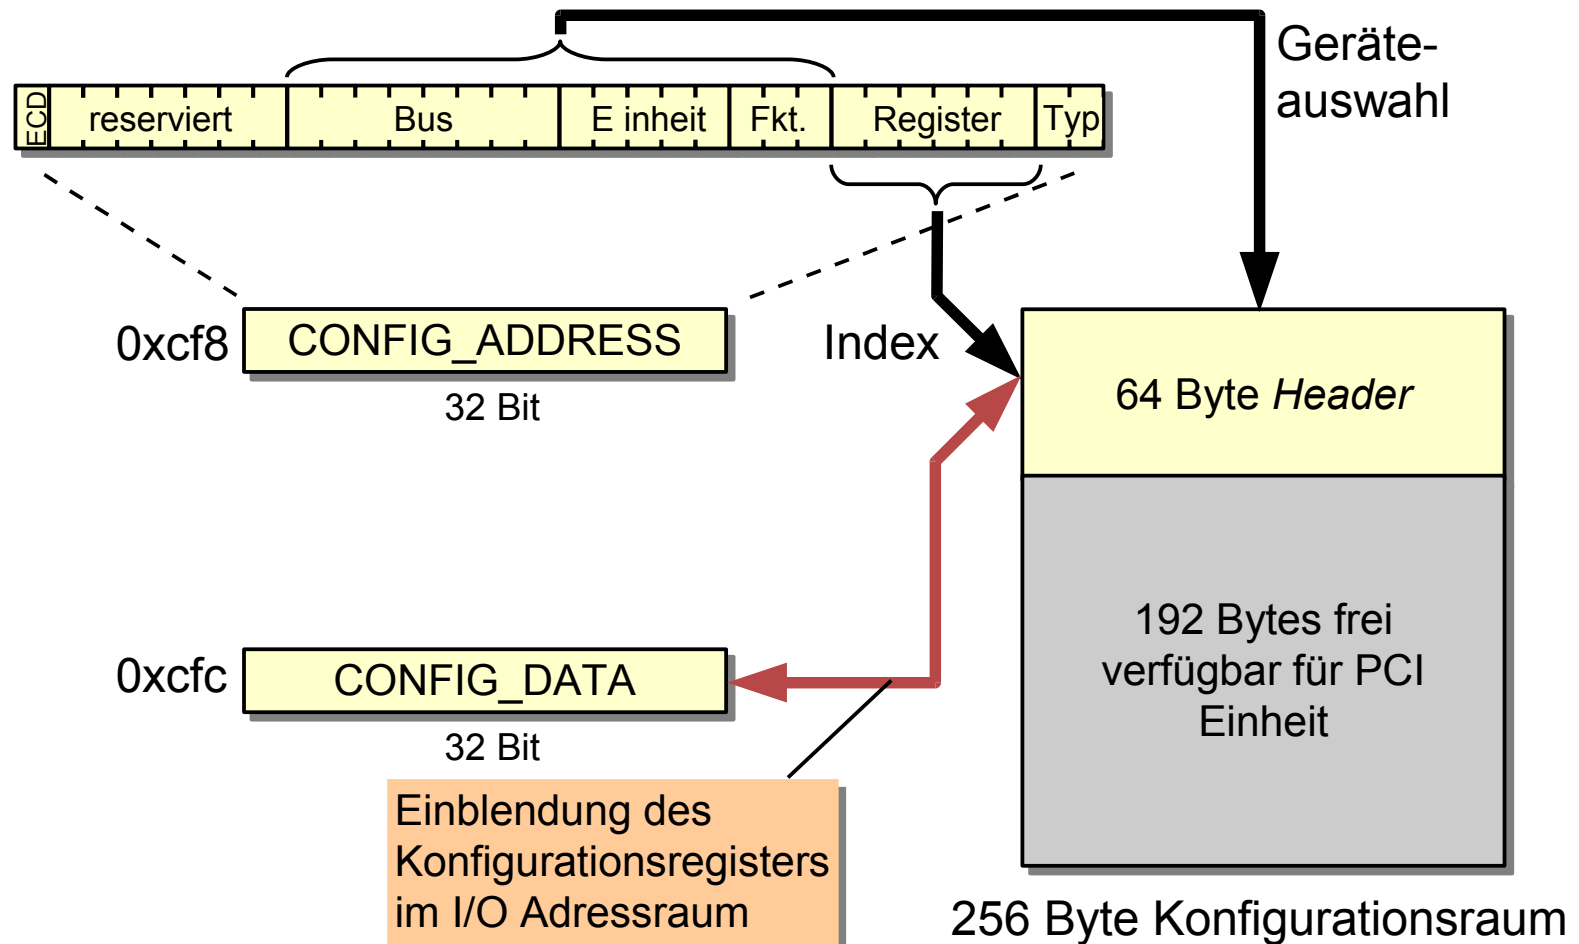 Geräte-
auswahl
ECD reserviert Bus E inheit Fkt. Register Typ
0xcf8 CONFIG_ADDRESS
32 Bit
Index
64 Byte Header
192 Bytes frei
verfügbar für PCI
Einheit
0xcfc CONFIG_DATA
32 Bit
Einblendung des
Konfigurationsregisters
im I/O Adressraum
256 Byte Konfigurationsraum